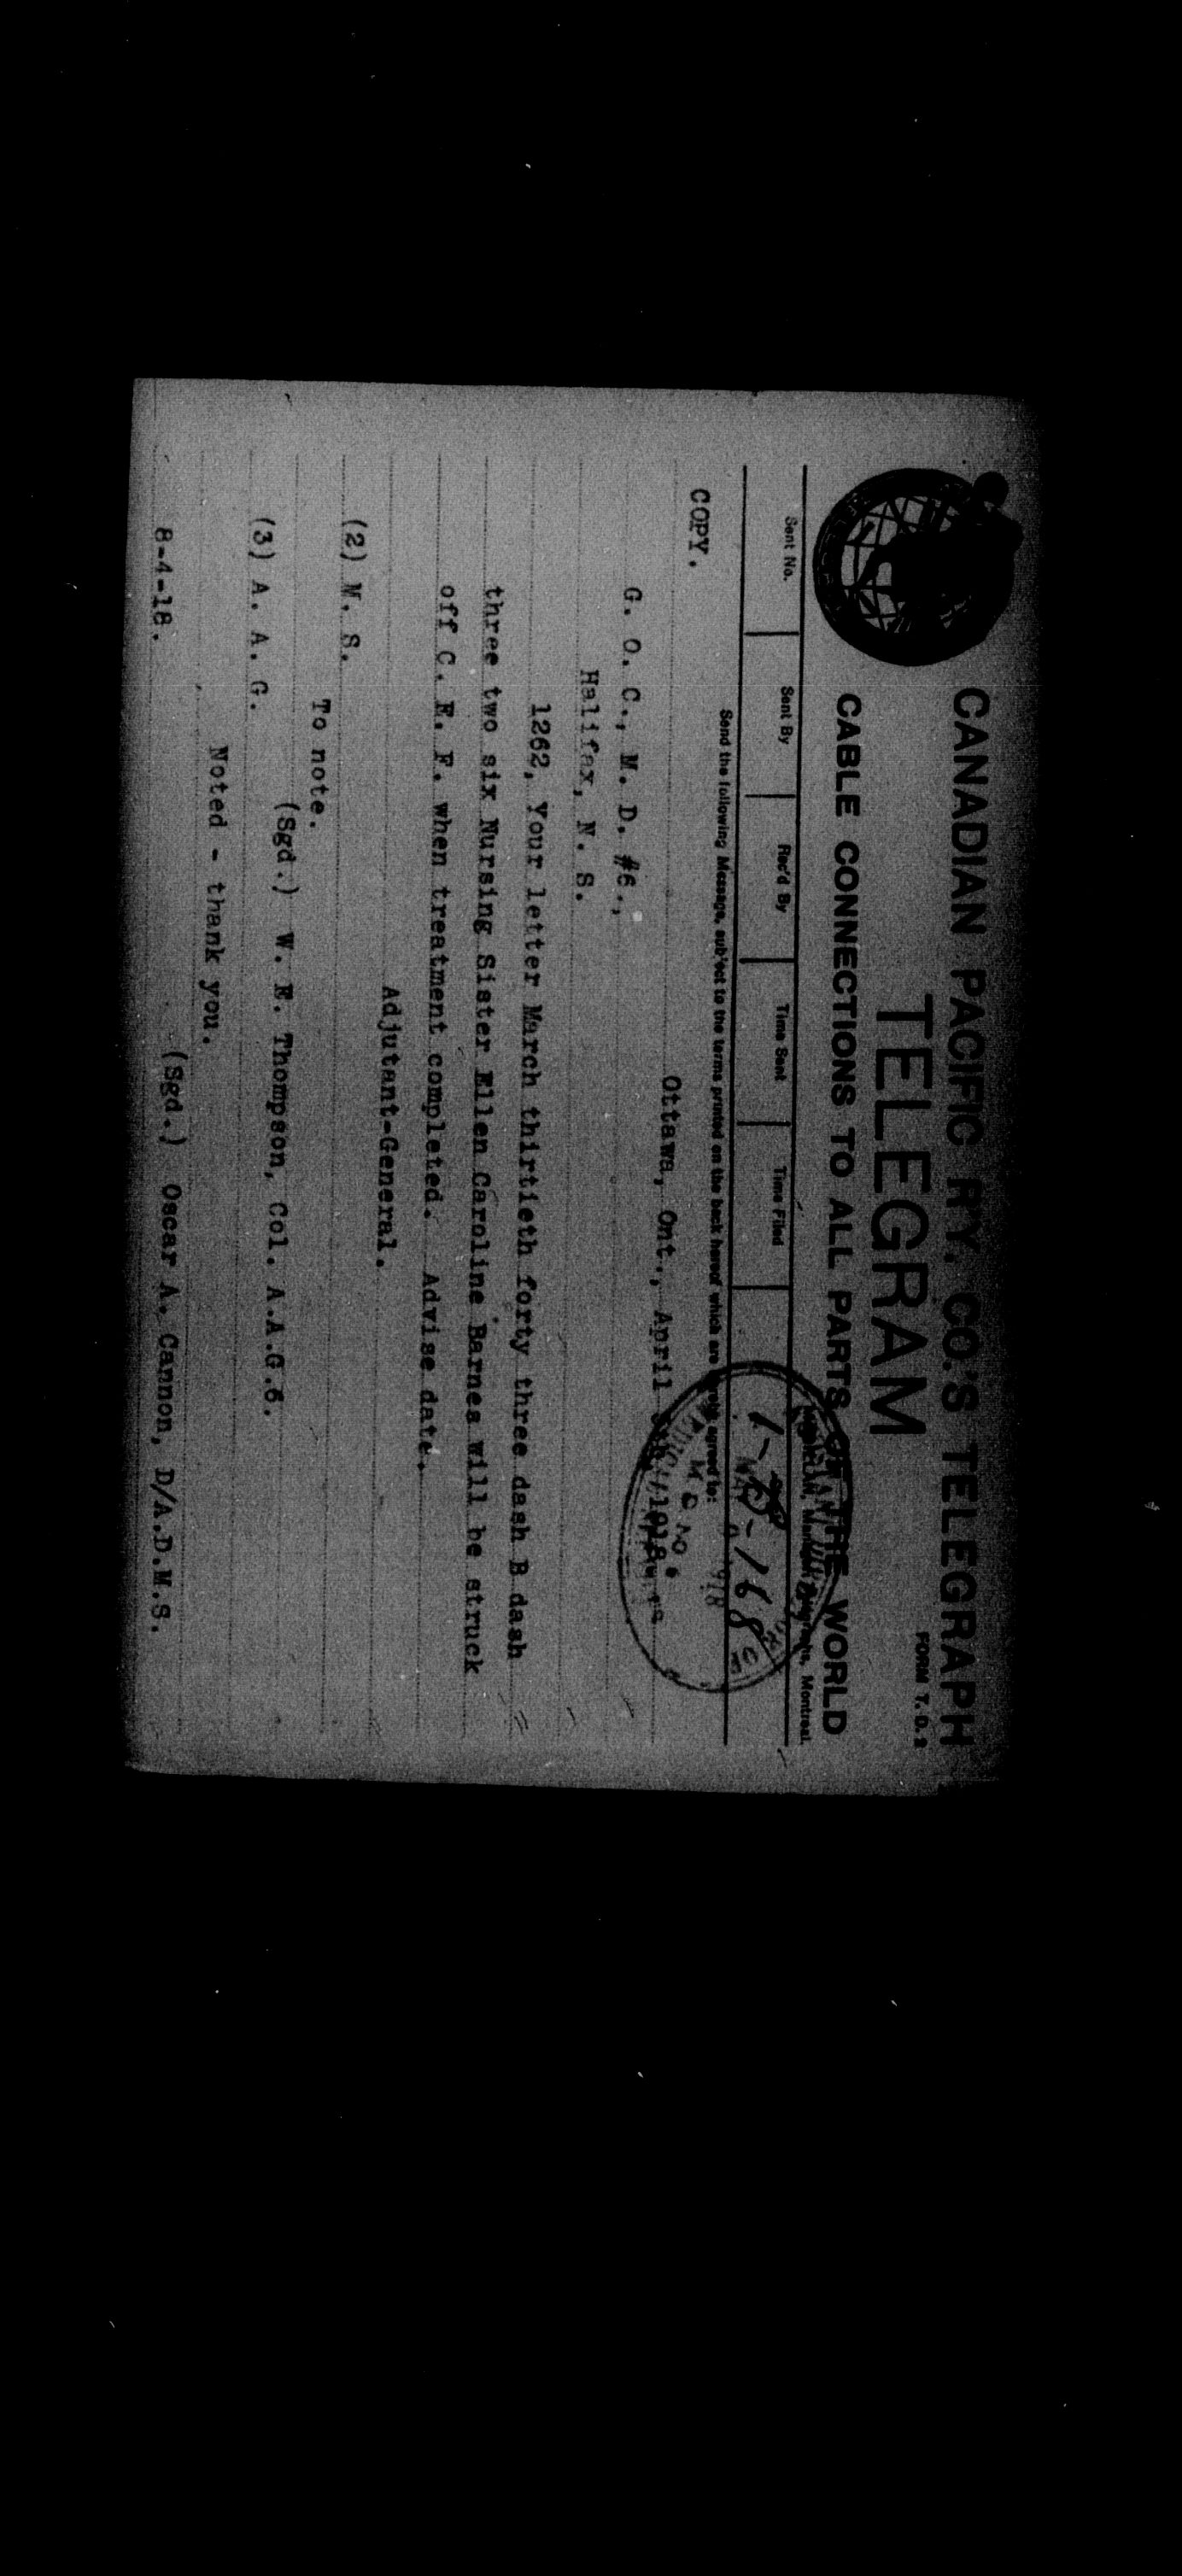 CANADIAN PACIFIC R'Y. CO.'S TELEGRAPH
TELEGRAM
FORM T.D.2
CABLE CONNECTIONS TO ALL PARTS OF THE WORLD
Montreal.
Sent No. Sent By Rec'd By Time Sent Time Filed
1- -168
Send the following Message, subject to the terms printed on the back hereof which are hereby agreed to:
COPY.
Ottawa, Ont., April 1918
G. O. C., M. D. #6.,
Halifax, N. S.
1262, Your letter March thirtieth forty three dash B dash
three two six Nursing Sister Ellen Caroline Barnes will be struck
off C. E. F. when treatment completed. Advise date.
Adjutant-General.
(2) M. S.
To note.
(Sgd.) W. E. Thompson, Col. A.A.G.6.
(3) A. A. G.
Noted - thank you.
(Sgd.) Oscar A. Cannon, D/A.D.M.S.
8-4-18.